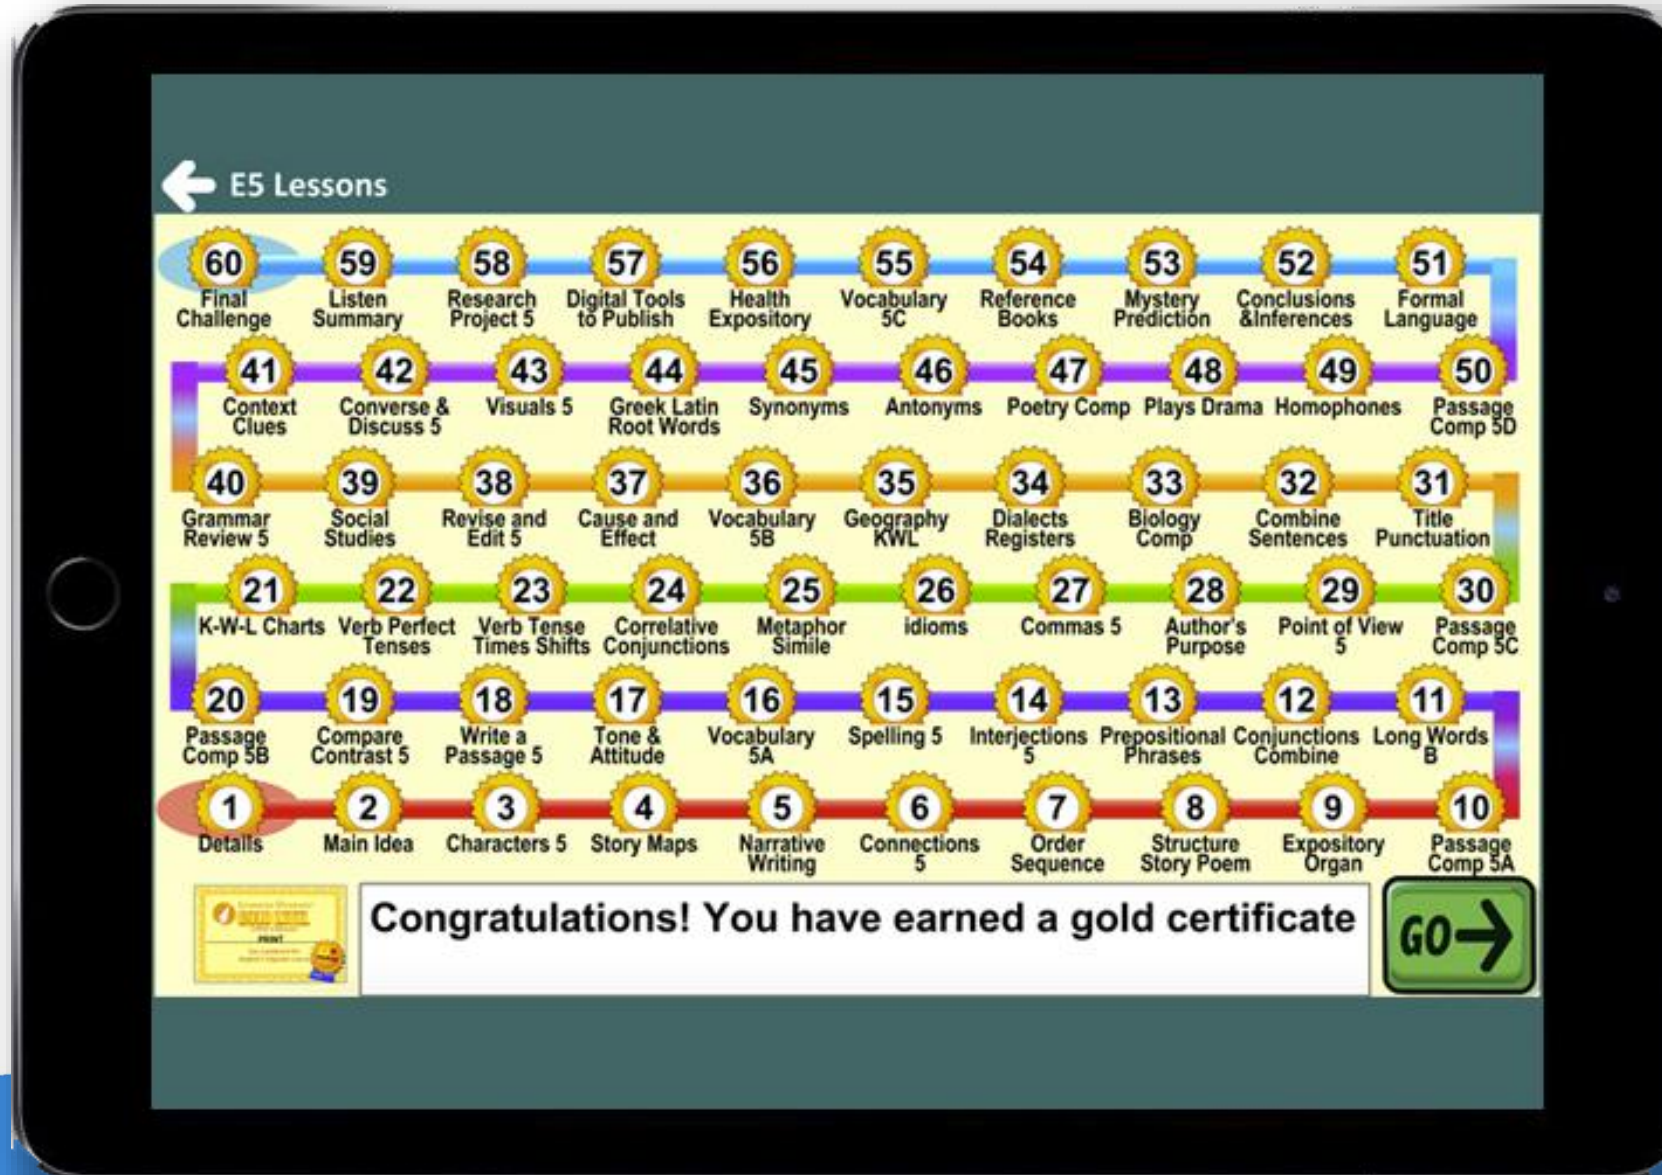 E5 Lessons
60 59 58 57 56 55 54 53 52 51
Final Listen Research Digital Tools Health Vocabulary Reference Mystery Conclusions Formal
Challenge Summary Project 5 to Publish Expository 5C Books Prediction &Inferences Language
41 42 43 44 45 46 47 48 49 50
Context Converse & Visuals 5 Greek Latin Synonyms Antonyms Poetry Comp Plays Drama Homophones Passage
Clues Discuss 5 Root Words Comp 5D
40 39 38 37 36 35 34 33 32 31
Grammar Social Revise and Cause and Vocabulary Geography Dialects Biology Combine Title
Review 5 Studies Edit 5 Effect 5B KWL Registers Comp Sentences Punctuation
21 22 23 24 25 26 27 28 29 30
K-W-L Charts Verb Perfect Verb Tense Correlative Metaphor idioms Commas 5 Author's Point of View Passage
Tenses Times Shifts Conjunctions Simile Purpose 5 Comp 5C
20 19 18 17 16 15 14 13 12 11
Passage Compare Write a Tone & Vocabulary Spelling 5 Interjections Prepositional Conjunctions Long Words
Comp 5B Contrast 5 Passage 5 Attitude 5A 5 Phrases Combine B
1 2 3 4 5 6 7 8 9 10
Details Main Idea Characters 5 Story Maps Narrative Connections Order Structure Expository Passage
Writing 5 Sequence Story Poem Organ Comp 5A
GOLD LEVEL
PRINT
Congratulations! You have earned a gold certificate
GO